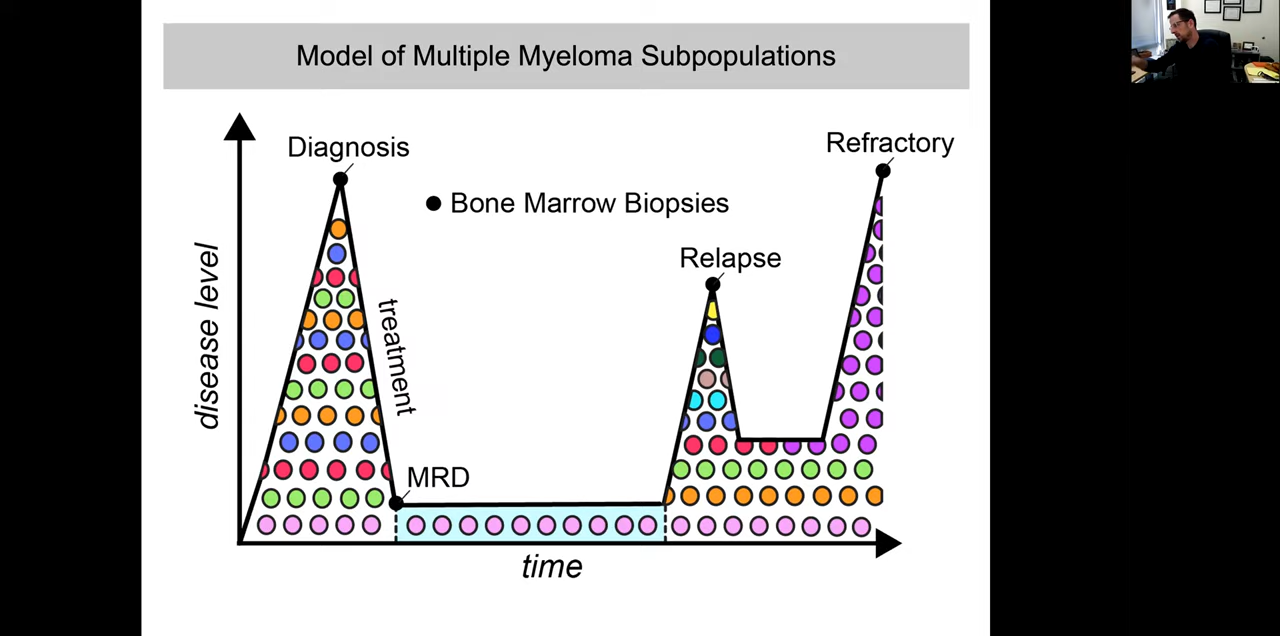 Model of Multiple Myeloma Subpopulations
Diagnosis
Refractory
Bone Marrow Biopsies
Relapse
disease level
treatment
MRD
time